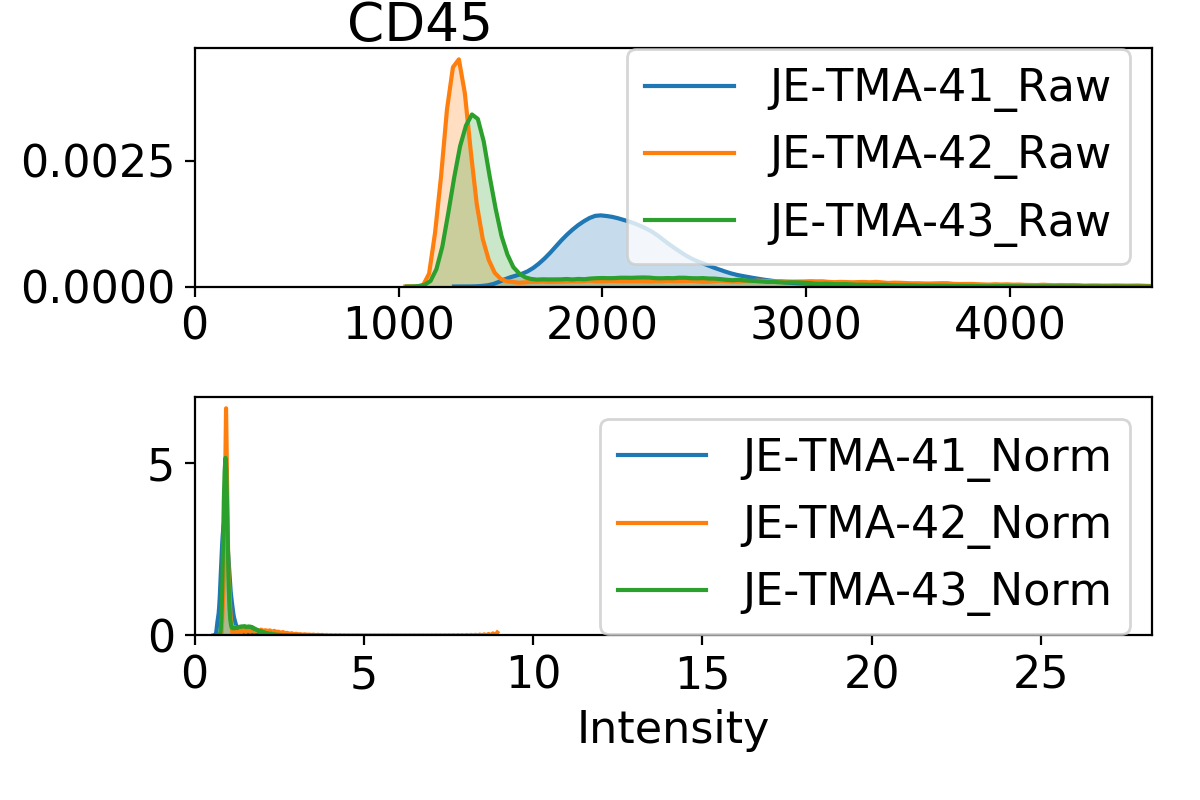 CD45
JE-TMA-41_Raw
JE-TMA-42_Raw
JE-TMA-43_Raw
0.0025
0.0000
0 1000 2000 3000 4000
JE-TMA-41_Norm
JE-TMA-42_Norm
JE-TMA-43_Norm
5
0
0 5 10 15 20 25
Intensity